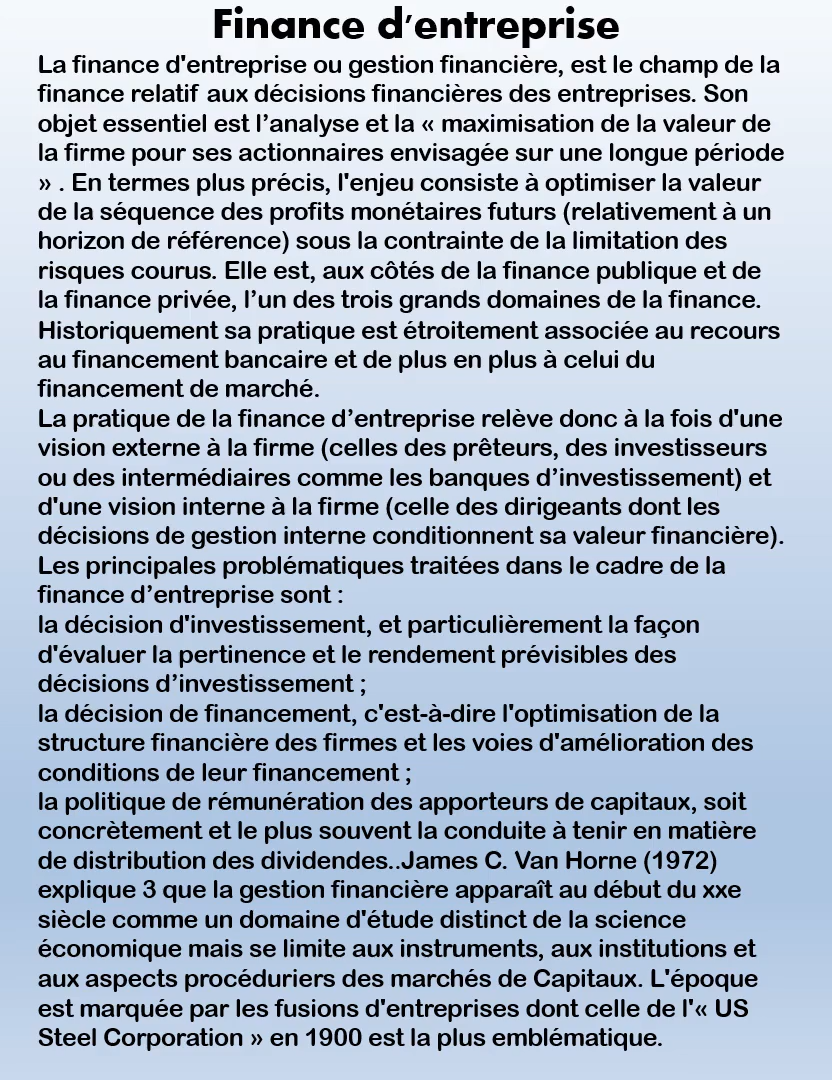 Finance d'entreprise
La finance d'entreprise ou gestion financière, est le champ de la
finance relatif aux décisions financières des entreprises. Son
objet essentiel est l’analyse et la « maximisation de la valeur de
la firme pour ses actionnaires envisagée sur une longue période
» . En termes plus précis, l'enjeu consiste à optimiser la valeur
de la séquence des profits monétaires futurs (relativement à un
horizon de référence) sous la contrainte de la limitation des
risques courus. Elle est, aux côtés de la finance publique et de
la finance privée, l’un des trois grands domaines de la finance.
Historiquement sa pratique est étroitement associée au recours
au financement bancaire et de plus en plus à celui du
financement de marché.
La pratique de la finance d’entreprise relève donc à la fois d'une
vision externe à la firme (celles des prêteurs, des investisseurs
ou des intermédiaires comme les banques d’investissement) et
d'une vision interne à la firme (celle des dirigeants dont les
décisions de gestion interne conditionnent sa valeur financière).
Les principales problématiques traitées dans le cadre de la
finance d’entreprise sont :
la décision d'investissement, et particulièrement la façon
d'évaluer la pertinence et le rendement prévisibles des
décisions d’investissement ;
la décision de financement, c'est-à-dire l'optimisation de la
structure financière des firmes et les voies d'amélioration des
conditions de leur financement ;
la politique de rémunération des apporteurs de capitaux, soit
concrètement et le plus souvent la conduite à tenir en matière
de distribution des dividendes..James C. Van Horne (1972)
explique 3 que la gestion financière apparaît au début du xxe
siècle comme un domaine d'étude distinct de la science
économique mais se limite aux instruments, aux institutions et
aux aspects procéduriers des marchés de Capitaux. L'époque
est marquée par les fusions d'entreprises dont celle de l'« US
Steel Corporation » en 1900 est la plus emblématique.